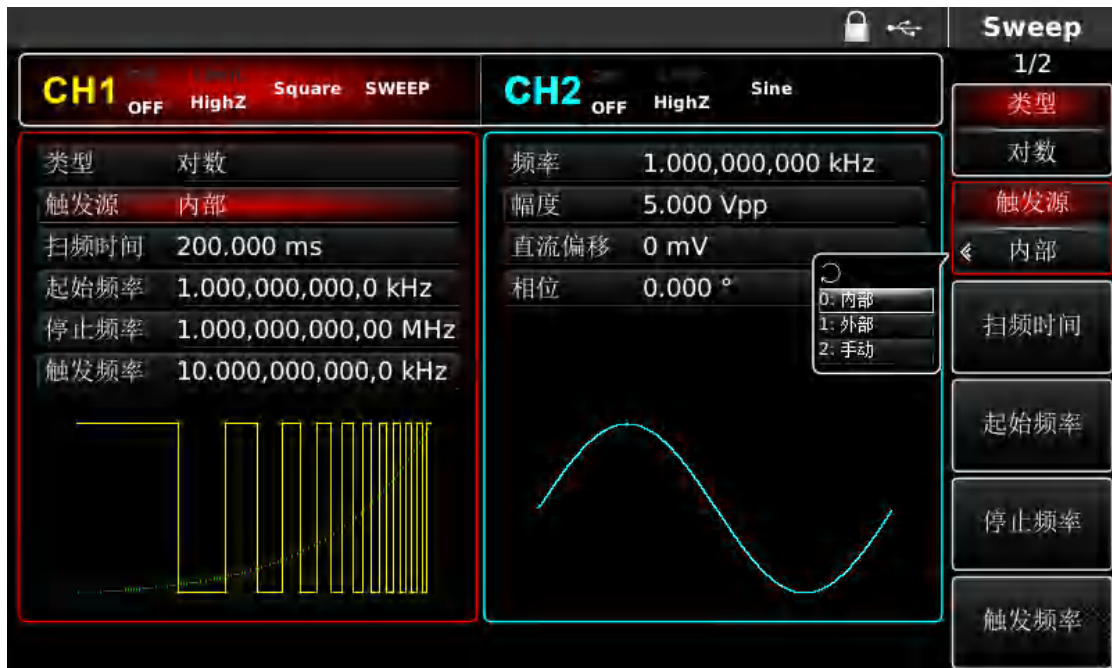 Sweep
1/2
CH1 OFF HighZ Square SWEEP
CH2 OFF HighZ Sine
类型 对数
触发源 内部
扫频时间 200.000 ms
起始频率 1.000,000,000,0 kHz
停止频率 1.000,000,000,00 MHz
触发频率 10.000,000,000,0 kHz
频率 1.000,000,000 kHz
幅度 5.000 Vpp
直流偏移 0 mV
相位 0.000 °
0: 内部
1: 外部
2: 手动
类型
对数
触发源
内部
扫频时间
起始频率
停止频率
触发频率